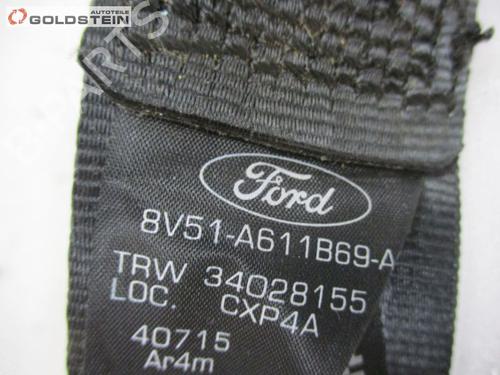 AUTOTEILE
GOLDSTEIN
Ford
8V51-A611B69-A
TRW 34028155
LOC. CXP4A
40715
Ar4m